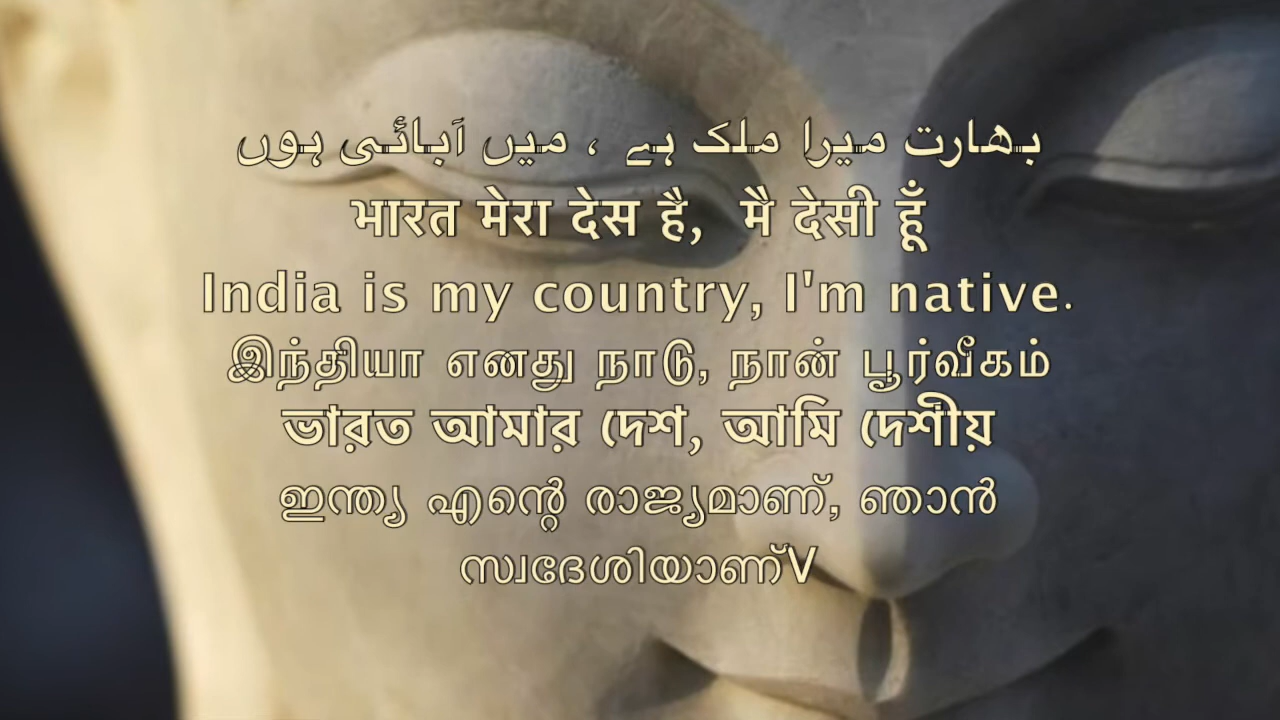 بھارت میرا ملک ہے ، میں آبائی ہوں
भारत मेरा देस है, मै देसी हूँ
India is my country, I'm native.
இந்தியா எனது நாடு, நான் பூர்வீகம்
ভারত আমার দেশ, আমি দেশীয়
ഇന്ത്യ എന്റെ രാജ്യമാണ്, ഞാൻ
സ്വദേശിയാണ്V